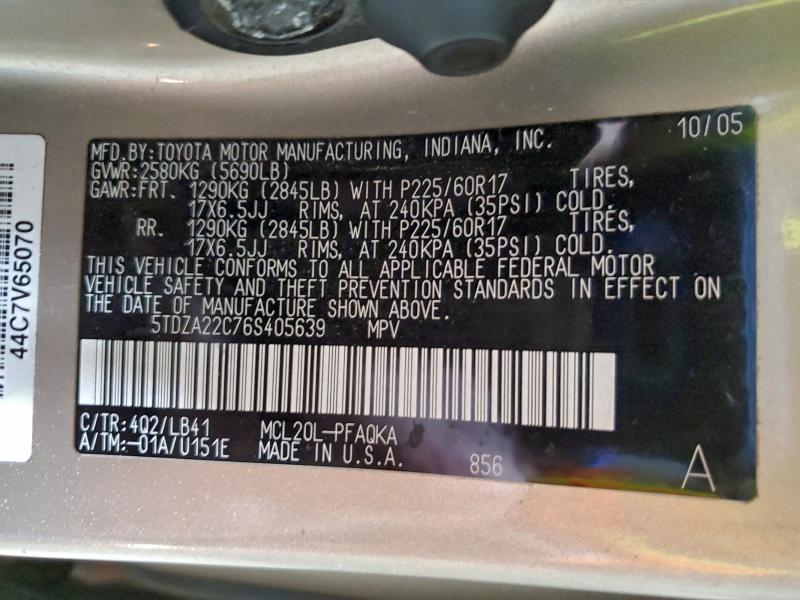 10/05
MFD.BY:TOYOTA MOTOR MANUFACTURING, INDIANA, INC.
GVWR:2580KG (5690LB)
GAWR:FRT. 1290KG (2845LB) WITH P225/60R17 TIRES,
17X6.5JJ RIMS, AT 240KPA (35PSI) COLD.
RR. 1290KG (2845LB) WITH P225/60R17 TIRES,
17X6.5JJ RIMS, AT 240KPA (35PSI) COLD.
THIS VEHICLE CONFORMS TO ALL APPLICABLE FEDERAL MOTOR
VEHICLE SAFETY AND THEFT PREVENTION STANDARDS IN EFFECT ON
THE DATE OF MANUFACTURE SHOWN ABOVE.
5TDZA22C76S405639 MPV
C/TR:4Q2/LB41 MCL20L-PFAQKA
A/TM:-01A/U151E MADE IN U.S.A. 856
A
44C7V65070